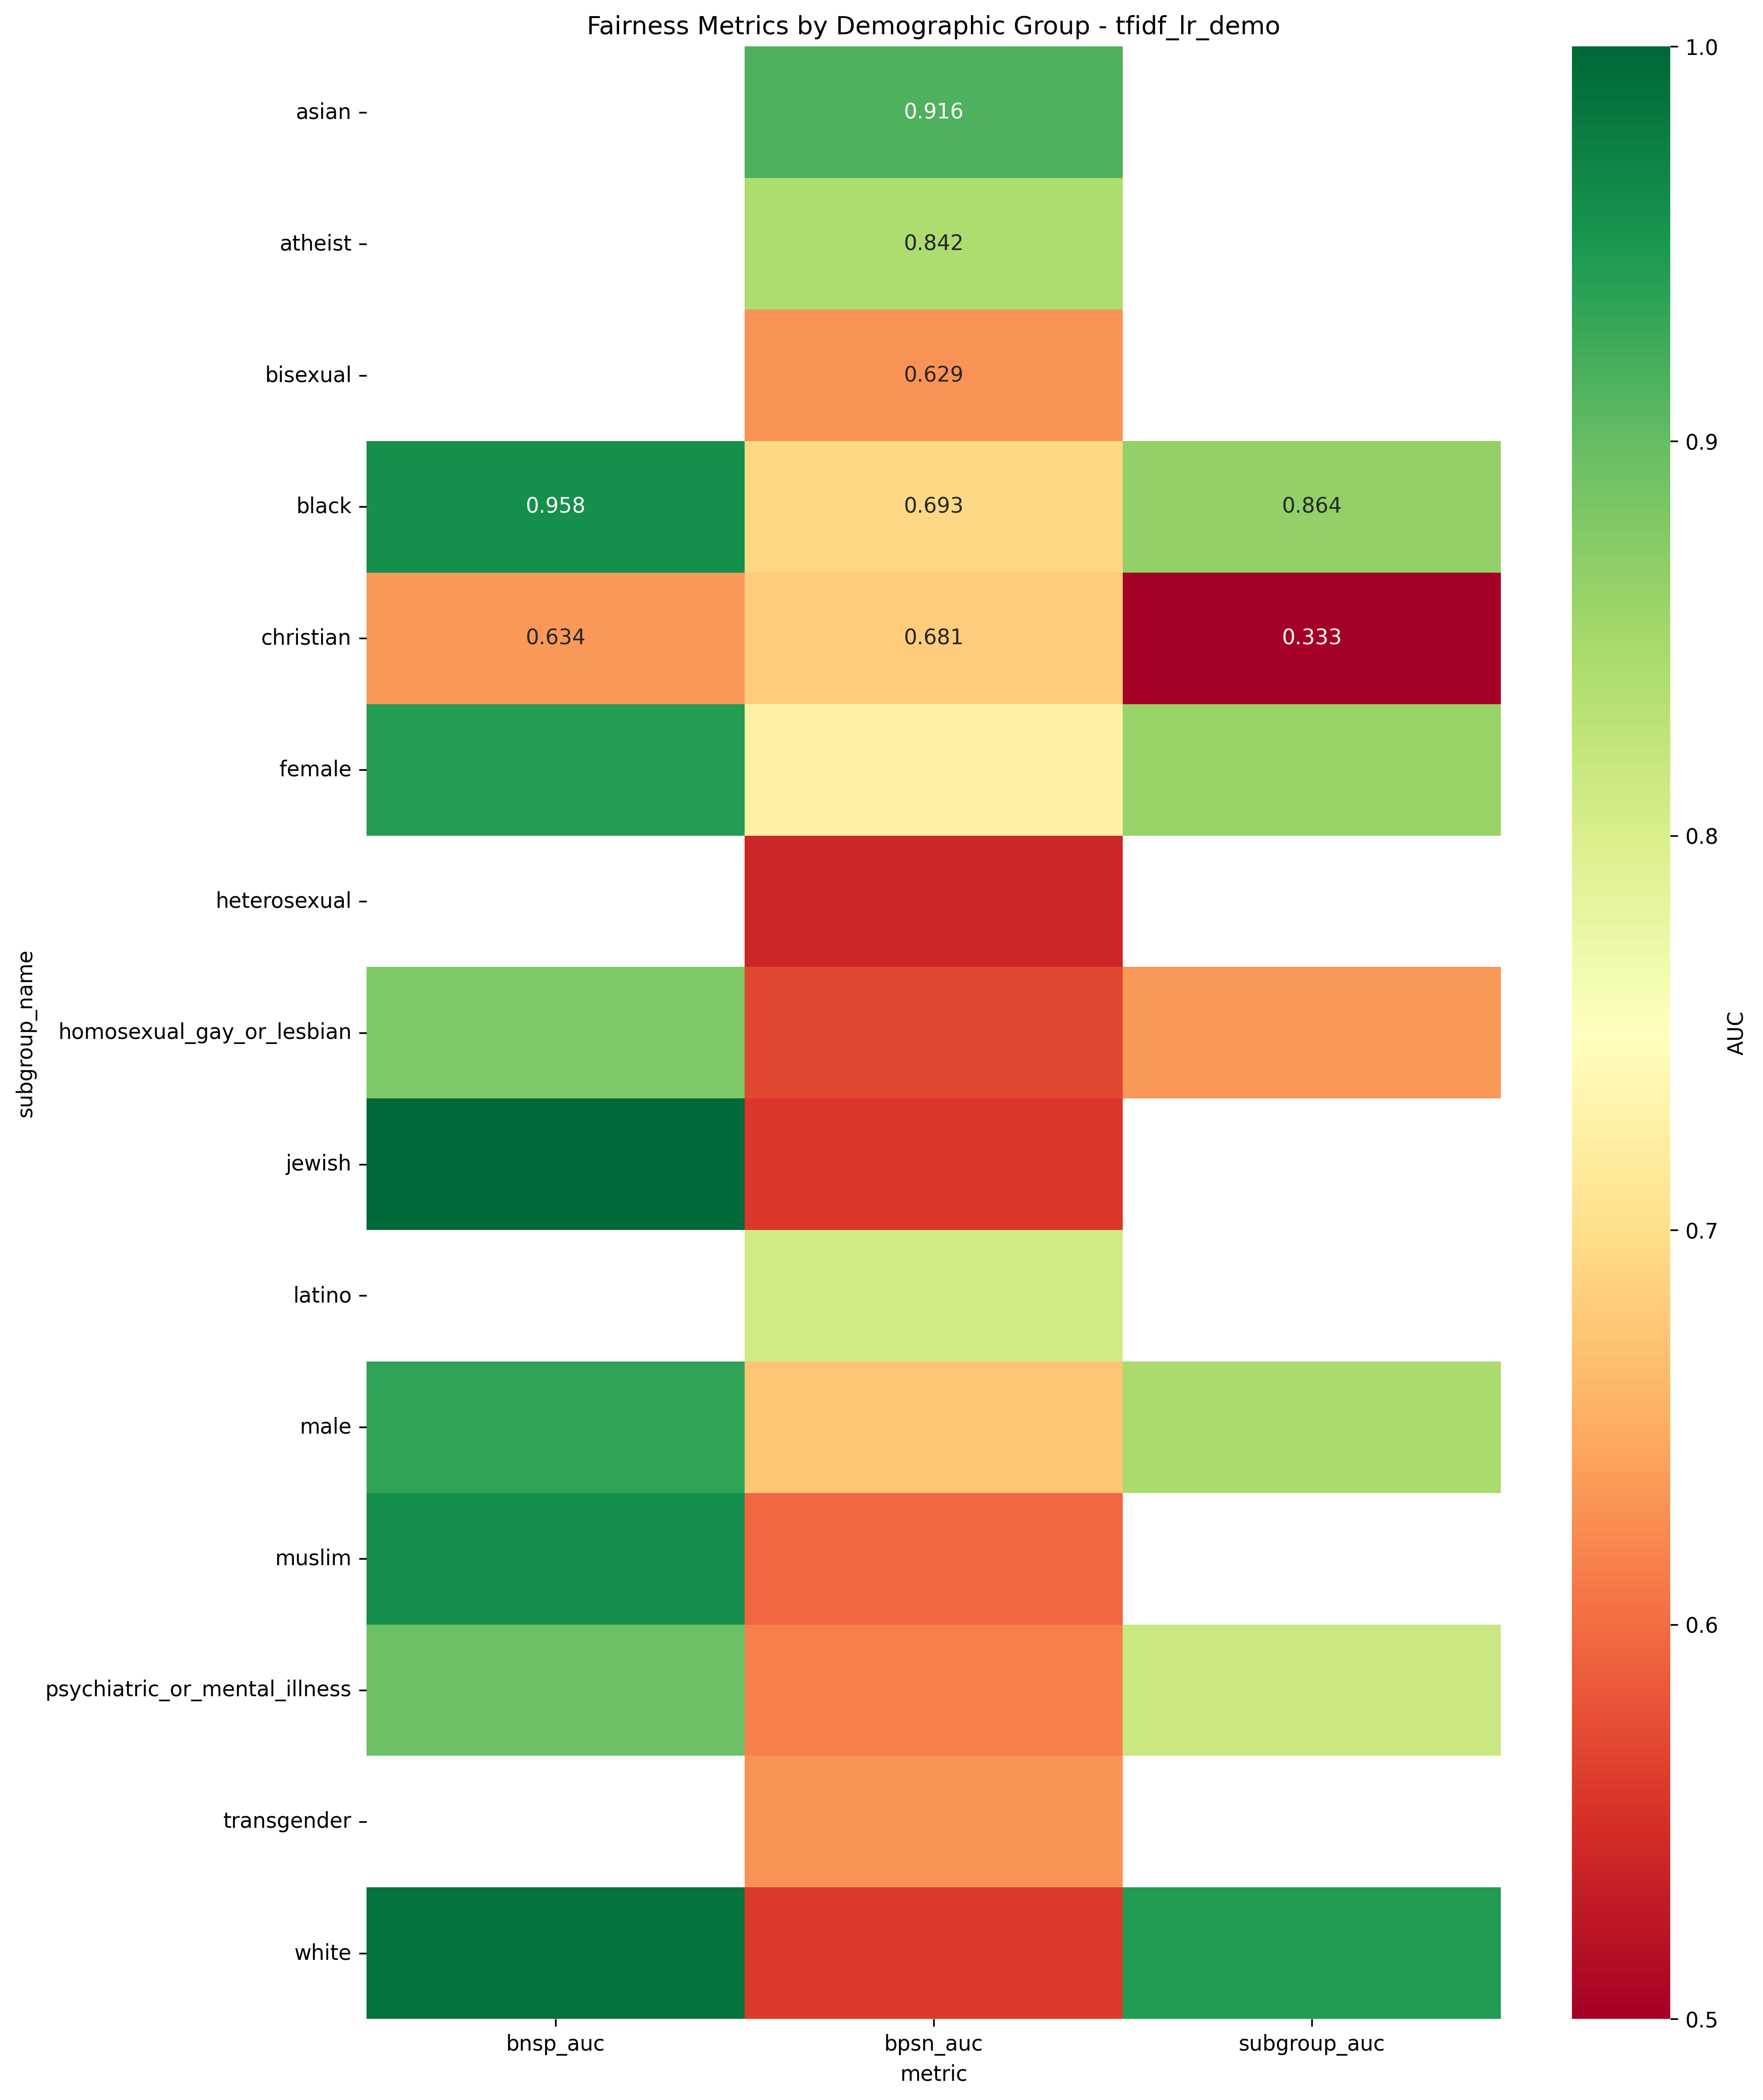 Fairness Metrics by Demographic Group - tfidf_lr_demo
asian
0.916
atheist
0.842
bisexual
0.629
black
0.958
0.693
0.864
christian
0.634
0.681
0.333
female
heterosexual
homosexual_gay_or_lesbian
jewish
latino
male
muslim
psychiatric_or_mental_illness
transgender
white
subgroup_name
bnsp_auc
bpsn_auc
subgroup_auc
metric
1.0
0.9
0.8
0.7
0.6
0.5
AUC